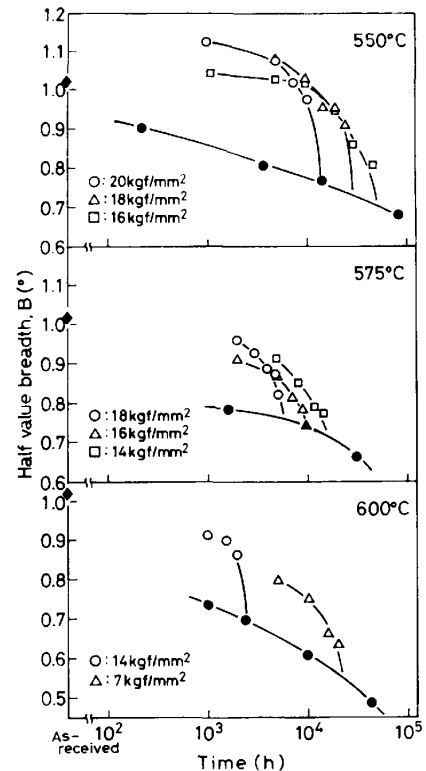 1.2
550°C
1.1
1.0
0.9
0.8
○: 20kgf/mm²
△: 18kgf/mm²
□: 16kgf/mm²
0.7
0.6
Half value breadth, B (°)
575°C
1.0
0.9
0.8
○: 18kgf/mm²
△: 16kgf/mm²
□: 14kgf/mm²
0.7
0.6
600°C
1.0
0.9
0.8
0.7
○: 14kgf/mm²
△: 7kgf/mm²
0.6
0.5
As-received
10² 10³ 10⁴ 10⁵
Time (h)